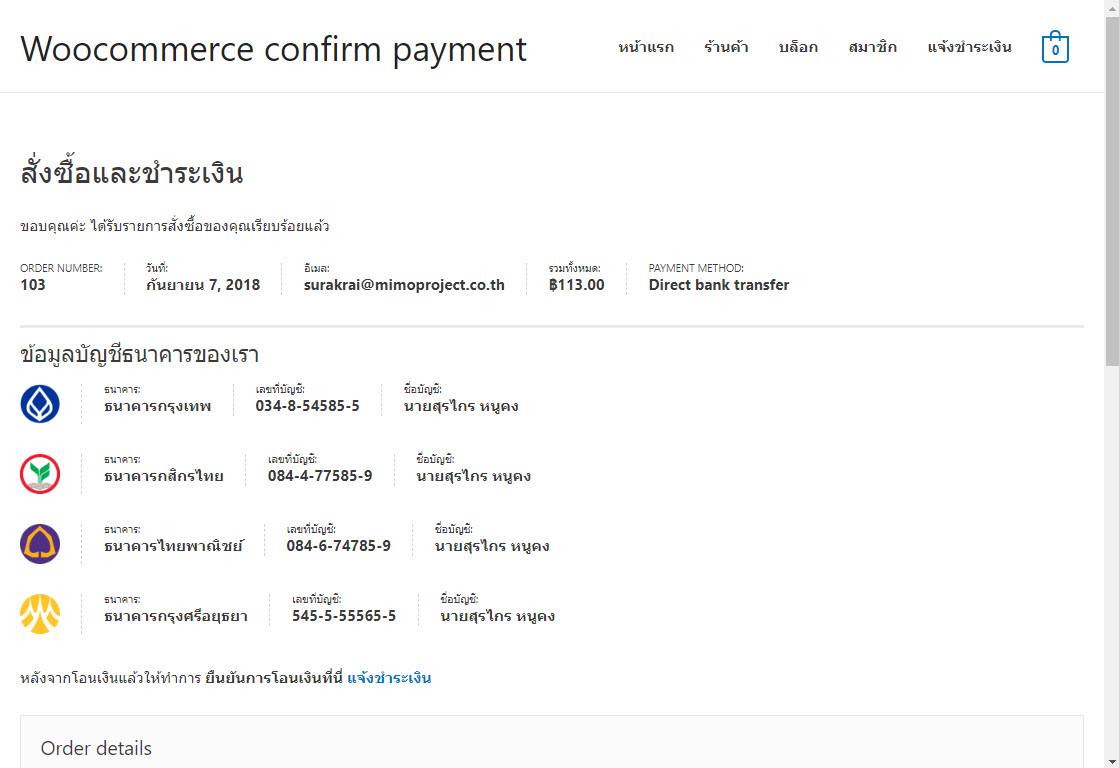 Woocommerce confirm payment
หน้าแรก ร้านค้า บล็อก สมาชิก แจ้งชำระเงิน 0
สั่งซื้อและชำระเงิน
ขอบคุณค่ะ ได้รับรายการสั่งซื้อของคุณเรียบร้อยแล้ว
ORDER NUMBER: วันที่: อีเมล: รวมทั้งหมด: PAYMENT METHOD:
103 กันยายน 7, 2018 surakrai@mimoproject.co.th ฿113.00 Direct bank transfer
ข้อมูลบัญชีธนาคารของเรา
ธนาคาร: เลขที่บัญชี: ชื่อบัญชี:
ธนาคารกรุงเทพ 034-8-54585-5 นายสุรไกร หนูคง
ธนาคาร: เลขที่บัญชี: ชื่อบัญชี:
ธนาคารกสิกรไทย 084-4-77585-9 นายสุรไกร หนูคง
ธนาคาร: เลขที่บัญชี: ชื่อบัญชี:
ธนาคารไทยพาณิชย์ 084-6-74785-9 นายสุรไกร หนูคง
ธนาคาร: เลขที่บัญชี: ชื่อบัญชี:
ธนาคารกรุงศรีอยุธยา 545-5-55565-5 นายสุรไกร หนูคง
หลังจากโอนเงินแล้วให้ทำการ ยืนยันการโอนเงินที่นี่ แจ้งชำระเงิน
Order details